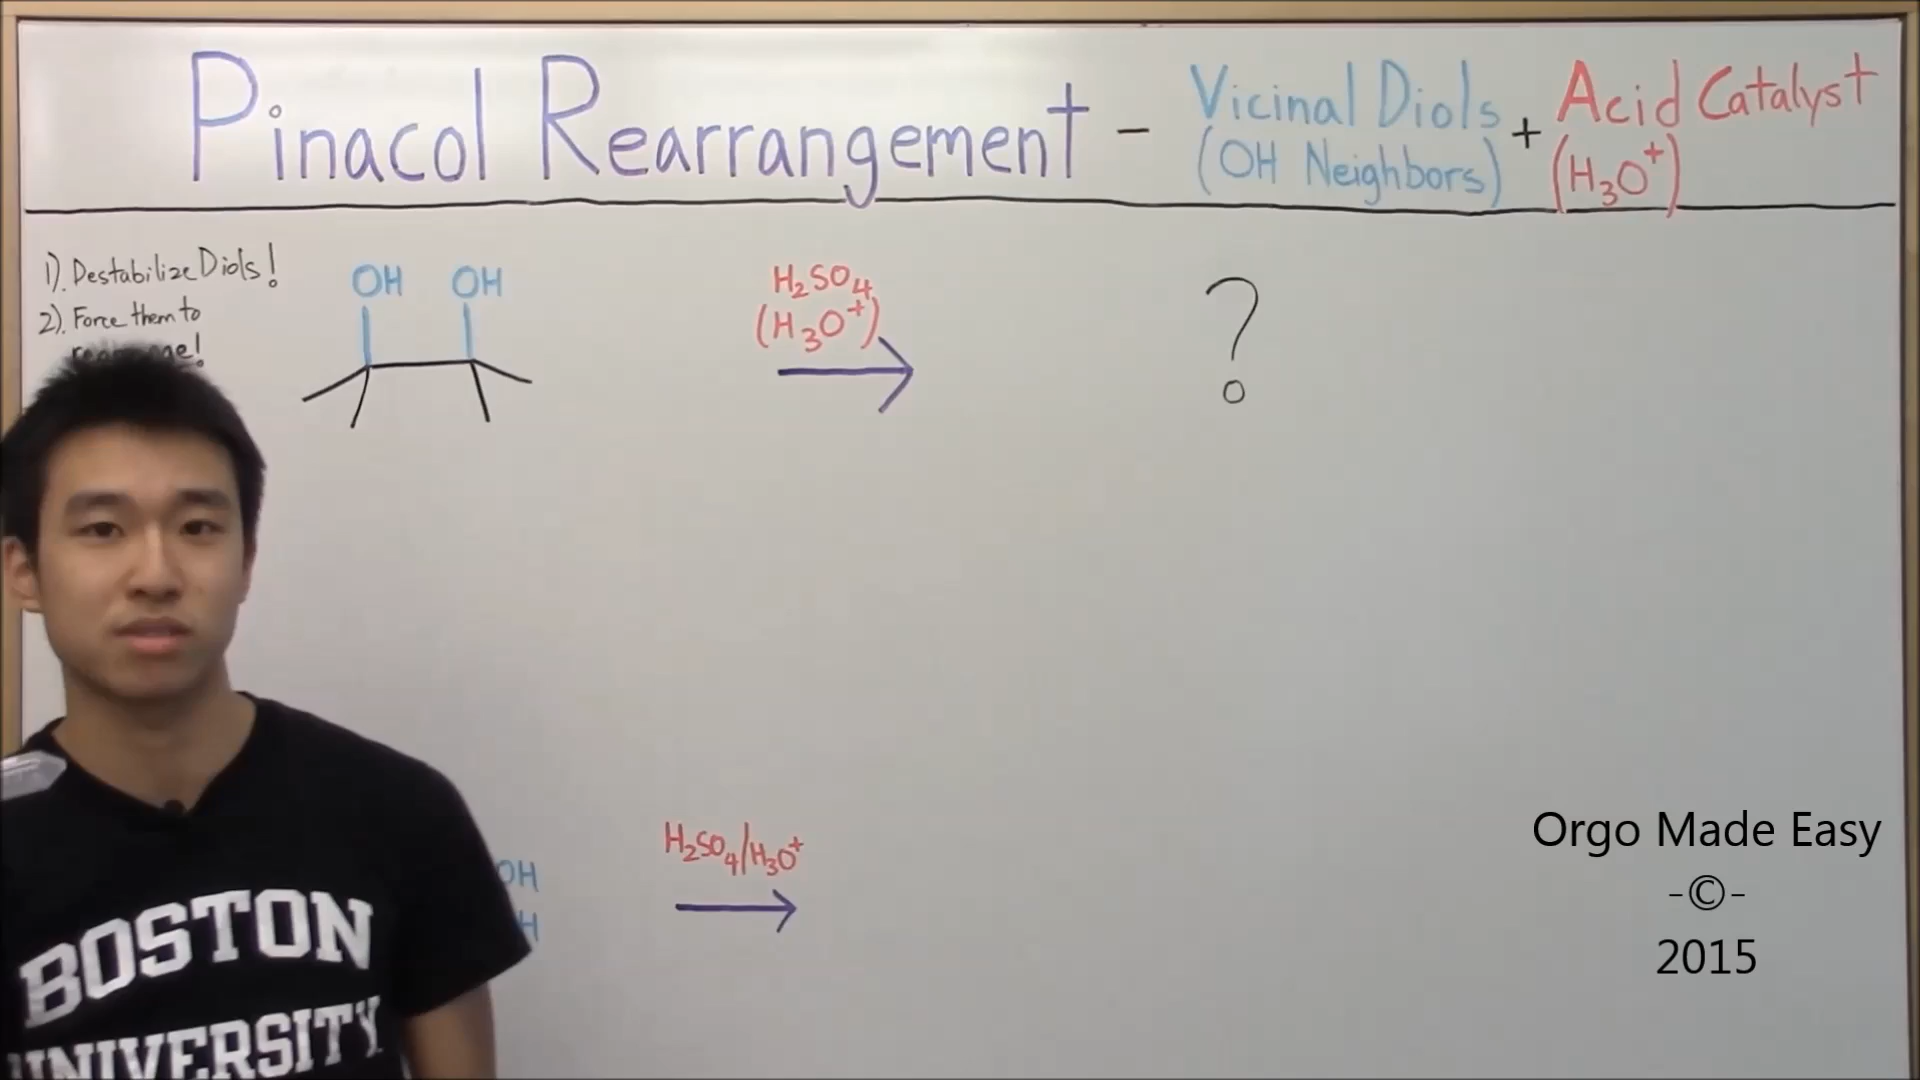 Pinacol Rearrangement - Vicinal Diols + Acid Catalyst
(OH Neighbors) (H₃O⁺)
1). Destabilize Diols!
2). Force them to
rearrange!
OH OH
H₂SO₄
(H₃O⁺)
?
H₂SO₄/H₃O⁺
OH
H
Orgo Made Easy
-©-
2015
BOSTON
UNIVERSITY